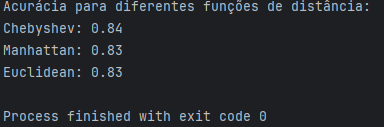 Acurácia para diferentes funções de distância:
Chebyshev: 0.84
Manhattan: 0.83
Euclidean: 0.83
Process finished with exit code 0